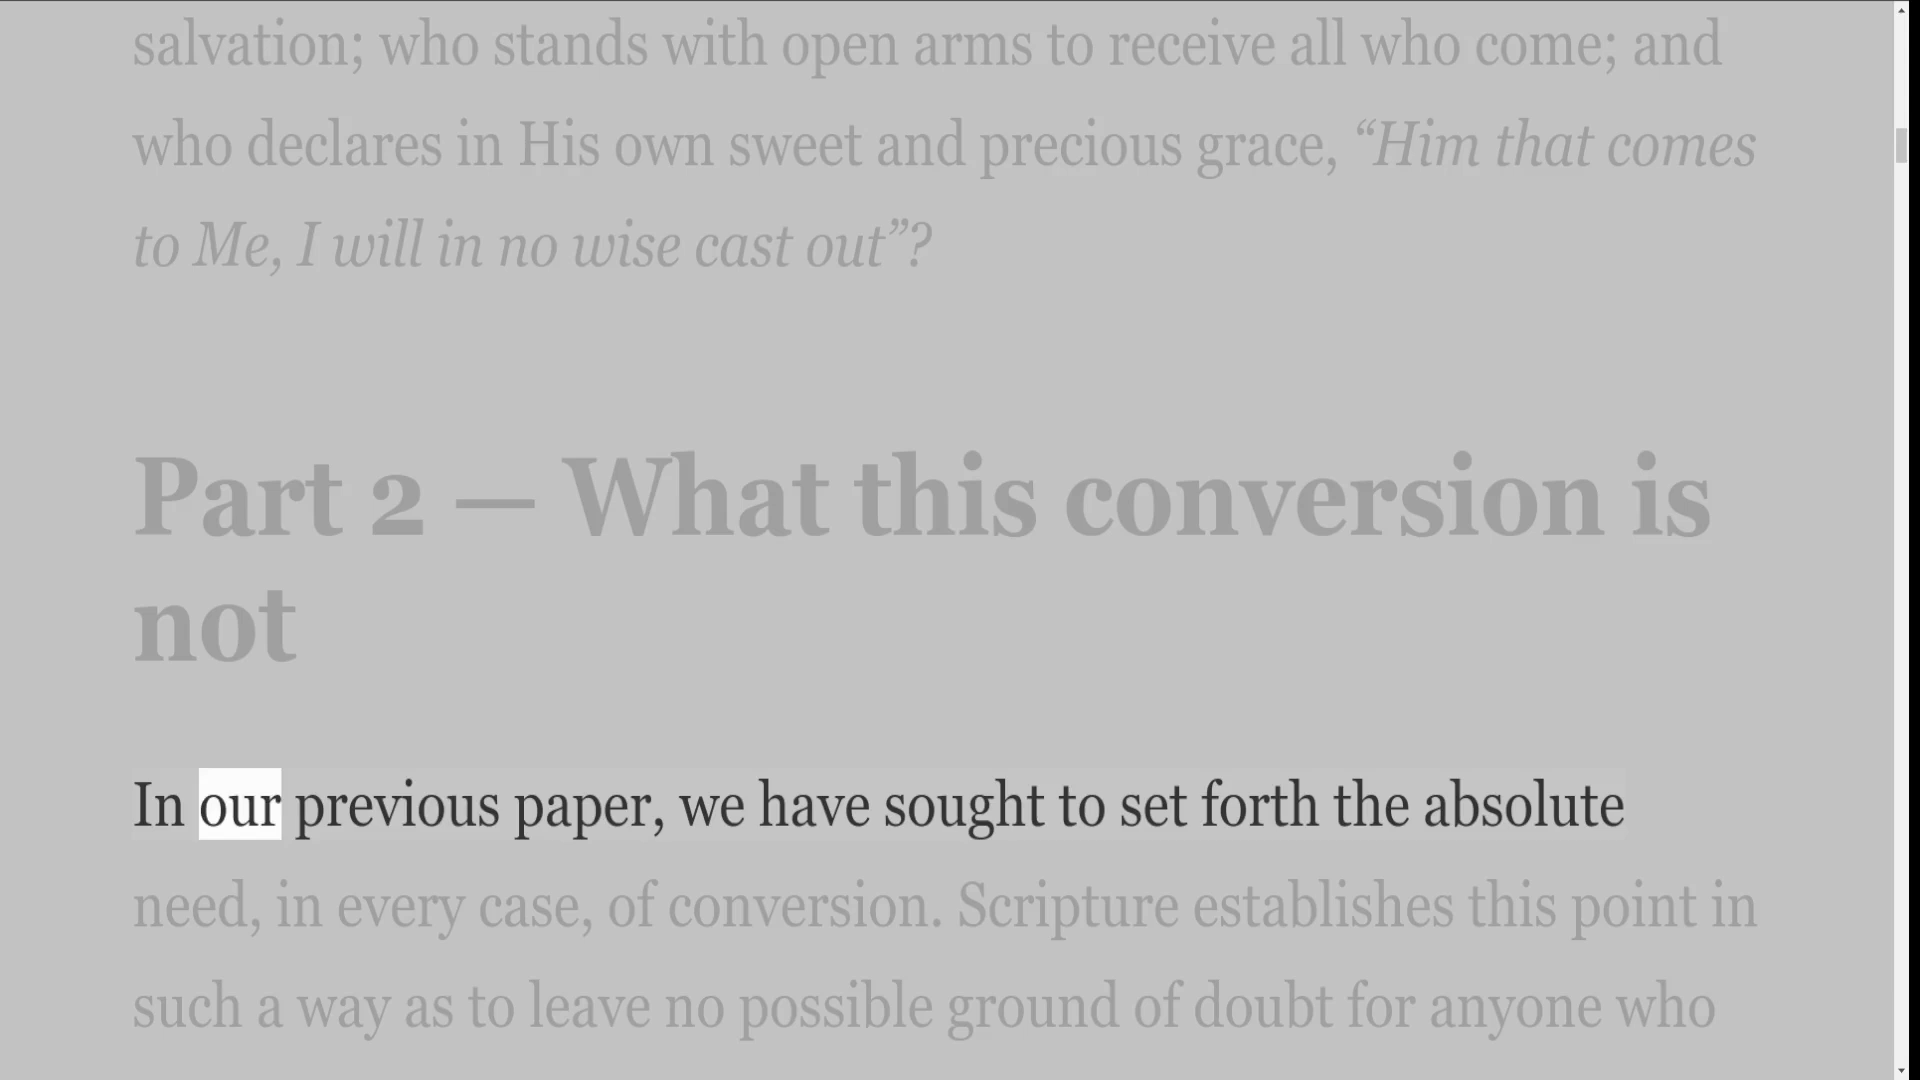 salvation; who stands with open arms to receive all who come; and
who declares in His own sweet and precious grace, “Him that comes
to Me, I will in no wise cast out”?
Part 2 — What this conversion is
not
In our previous paper, we have sought to set forth the absolute
need, in every case, of conversion. Scripture establishes this point in
such a way as to leave no possible ground of doubt for anyone who